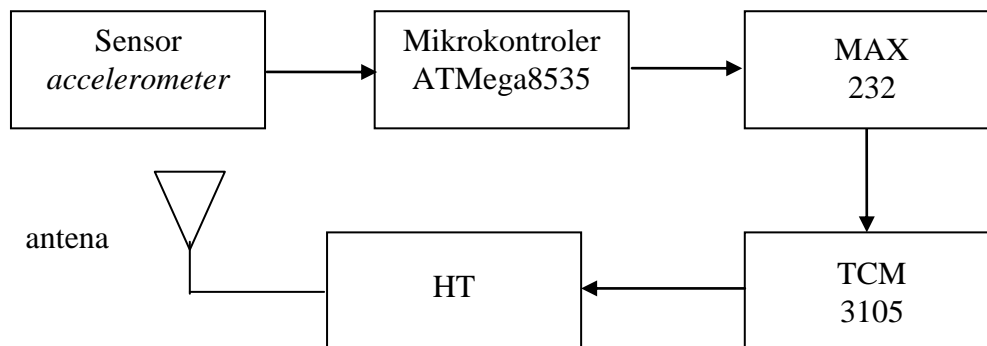 Sensor
accelerometer
Mikrokontroler
ATMega8535
MAX
232
antena
HT
TCM
3105